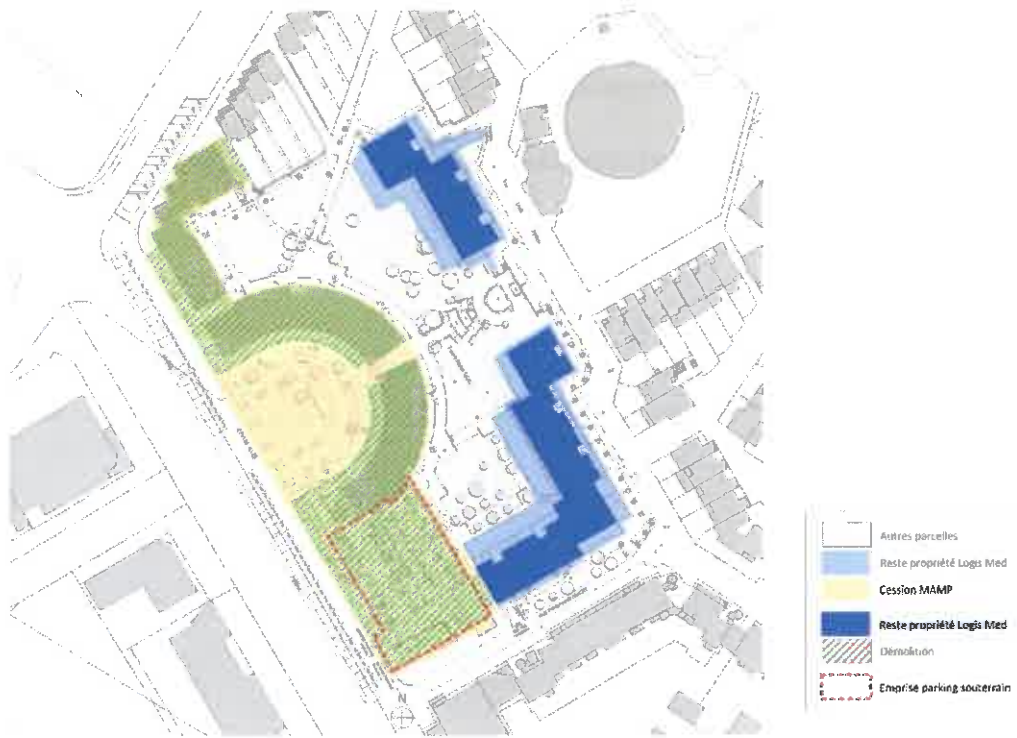 Autres parcelles
Reste propriété Logis Med
Cession MAMP
Reste propriété Logis Med
Démolition
Emprise parking souterrain
N